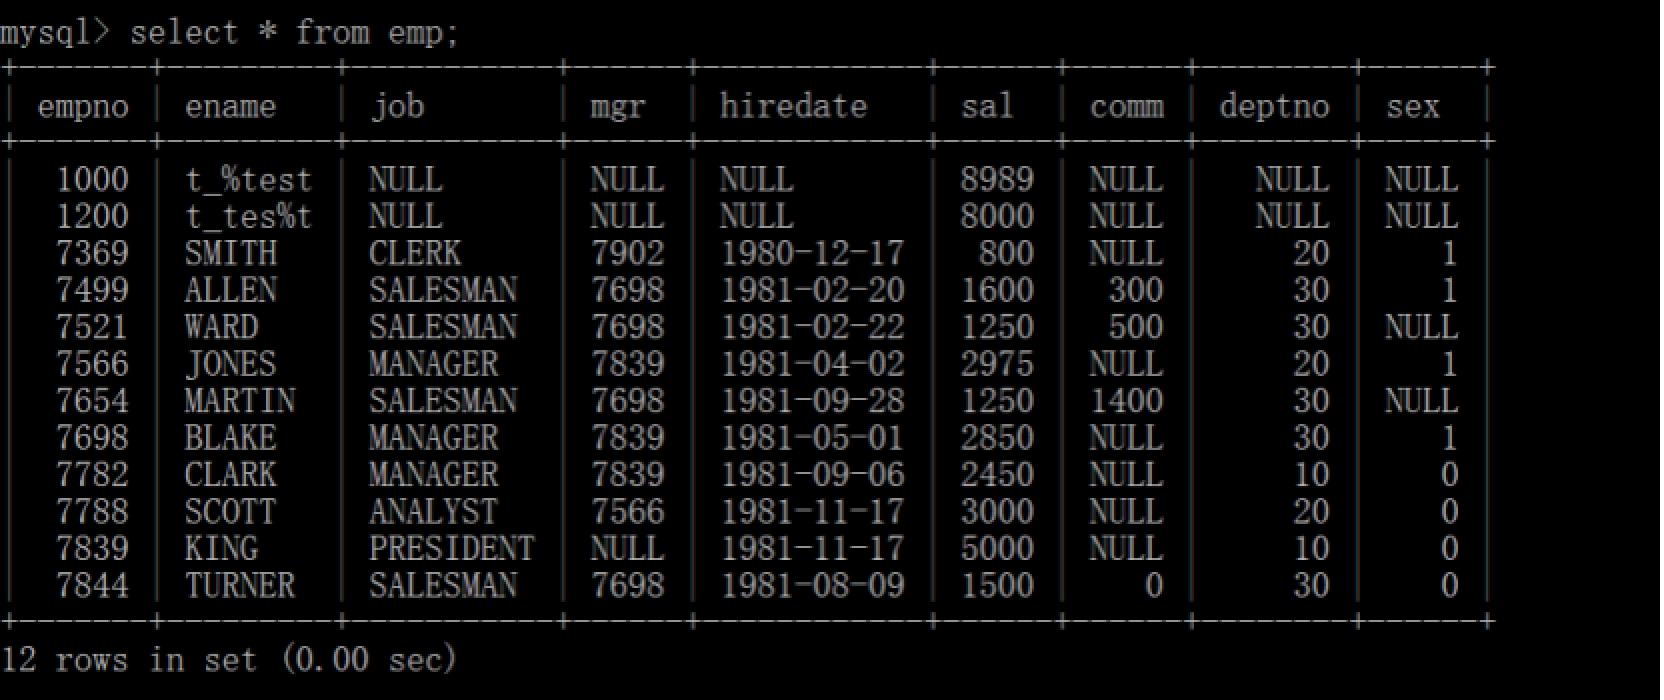 mysql> select * from emp;
+-------+---------+-----------+------+------------+------+------+--------+------+
| empno | ename | job | mgr | hiredate | sal | comm | deptno | sex |
+-------+---------+-----------+------+------------+------+------+--------+------+
| 1000 | t_%test | NULL | NULL | NULL | 8989 | NULL | NULL | NULL |
| 1200 | t_tes%t | NULL | NULL | NULL | 8000 | NULL | NULL | NULL |
| 7369 | SMITH | CLERK | 7902 | 1980-12-17 | 800 | NULL | 20 | 1 |
| 7499 | ALLEN | SALESMAN | 7698 | 1981-02-20 | 1600 | 300 | 30 | 1 |
| 7521 | WARD | SALESMAN | 7698 | 1981-02-22 | 1250 | 500 | 30 | NULL |
| 7566 | JONES | MANAGER | 7839 | 1981-04-02 | 2975 | NULL | 20 | 1 |
| 7654 | MARTIN | SALESMAN | 7698 | 1981-09-28 | 1250 | 1400 | 30 | NULL |
| 7698 | BLAKE | MANAGER | 7839 | 1981-05-01 | 2850 | NULL | 30 | 1 |
| 7782 | CLARK | MANAGER | 7839 | 1981-09-06 | 2450 | NULL | 10 | 0 |
| 7788 | SCOTT | ANALYST | 7566 | 1981-11-17 | 3000 | NULL | 20 | 0 |
| 7839 | KING | PRESIDENT | NULL | 1981-11-17 | 5000 | NULL | 10 | 0 |
| 7844 | TURNER | SALESMAN | 7698 | 1981-08-09 | 1500 | 0 | 30 | 0 |
+-------+---------+-----------+------+------------+------+------+--------+------+
12 rows in set (0.00 sec)